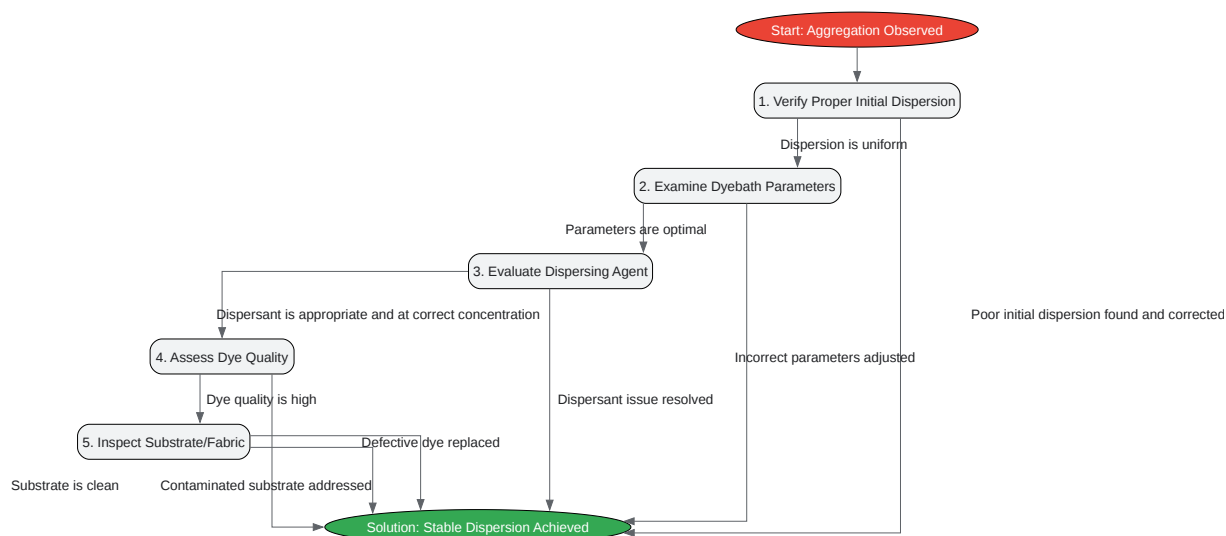 Start: Aggregation Observed
1. Verify Proper Initial Dispersion
Dispersion is uniform
2. Examine Dyebath Parameters
Parameters are optimal
3. Evaluate Dispersing Agent
Dispersant is appropriate and at correct concentration
Poor initial dispersion found and corrected
4. Assess Dye Quality
Incorrect parameters adjusted
Dye quality is high
Dispersant issue resolved
5. Inspect Substrate/Fabric
Defective dye replaced
Substrate is clean
Contaminated substrate addressed
Solution: Stable Dispersion Achieved